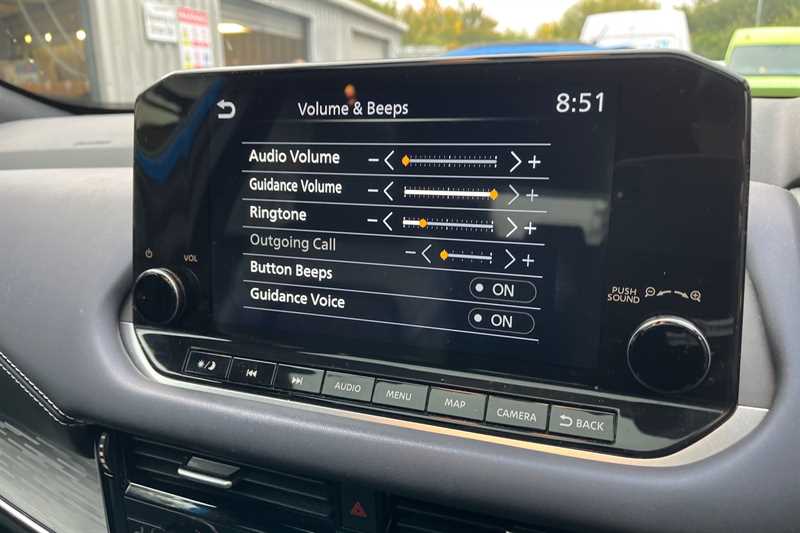 Volume & Beeps
8:51
Audio Volume
Guidance Volume
Ringtone
Outgoing Call
Button Beeps
ON
Guidance Voice
ON
VOL
PUSH
SOUND
AUDIO
MENU
MAP
CAMERA
BACK